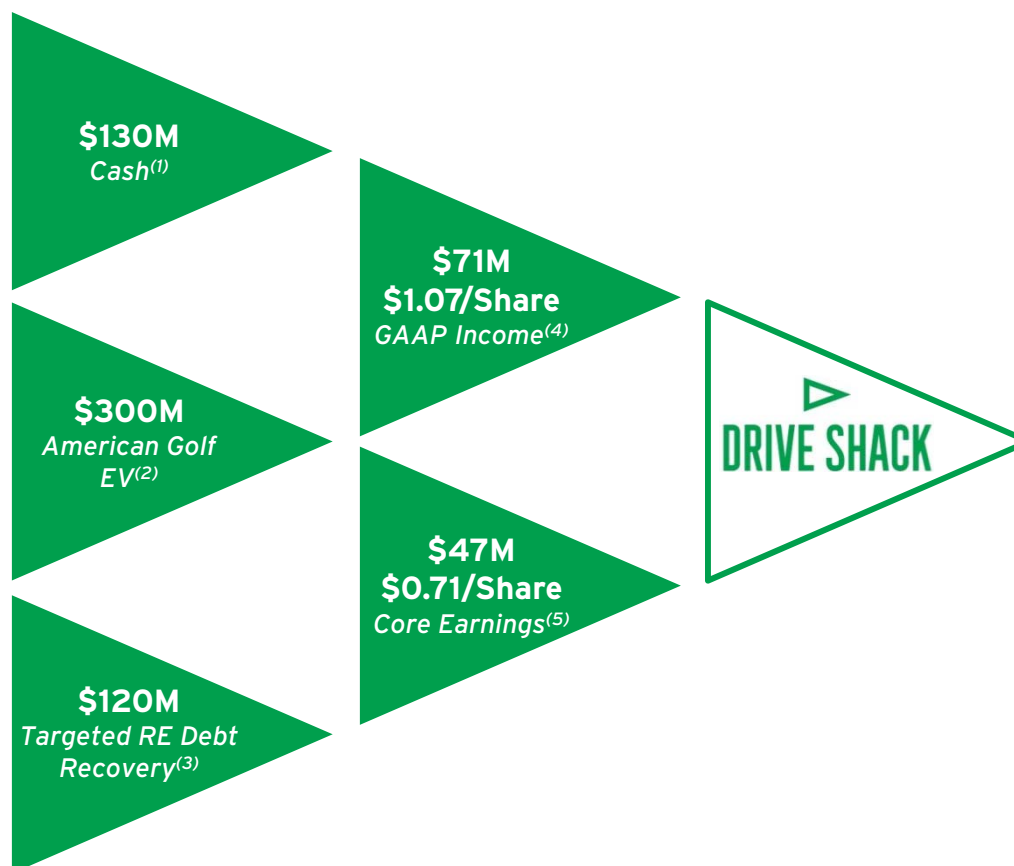 $130M
Cash(1)
$300M
American Golf
EV(2)
$120M
Targeted RE Debt
Recovery(3)
$71M
$1.07/Share
GAAP Income(4)
$47M
$0.71/Share
Core Earnings(5)
DRIVE SHACK